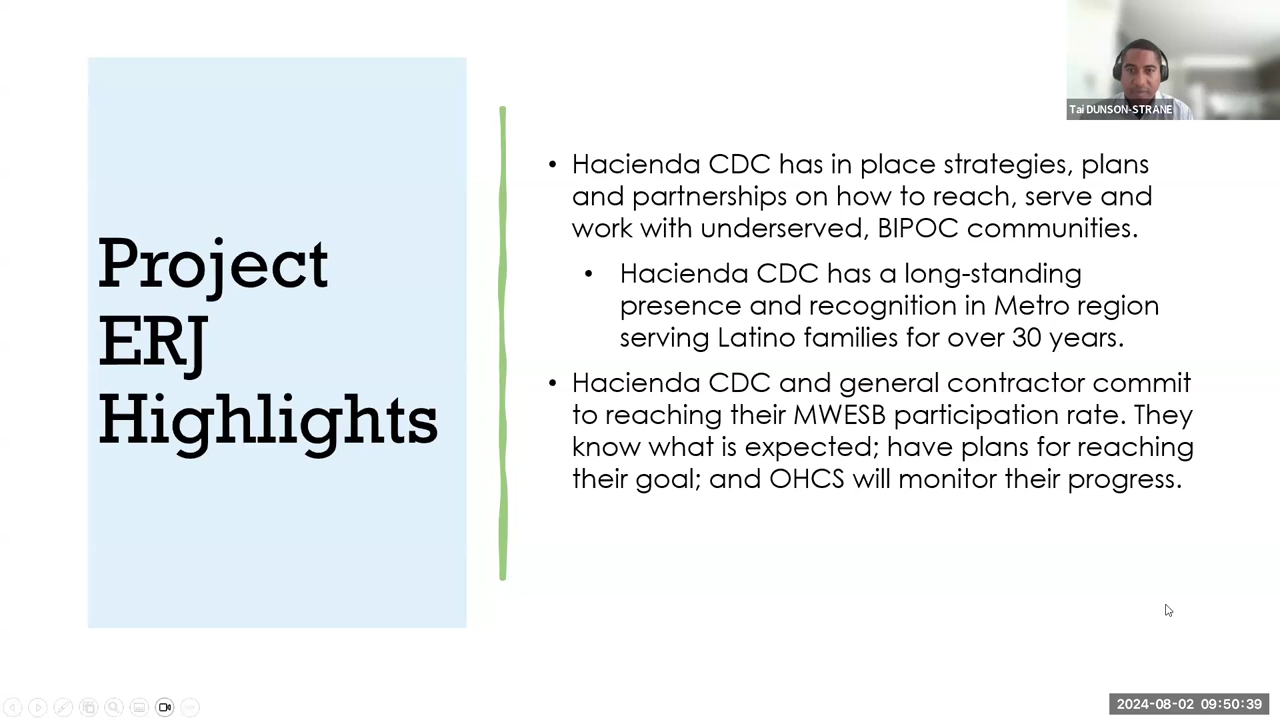 Tai DUNSON-STRANE
Project
ERJ
Highlights
• Hacienda CDC has in place strategies, plans
and partnerships on how to reach, serve and
work with underserved, BIPOC communities.
• Hacienda CDC has a long-standing
presence and recognition in Metro region
serving Latino families for over 30 years.
• Hacienda CDC and general contractor commit
to reaching their MWESB participation rate. They
know what is expected; have plans for reaching
their goal; and OHCS will monitor their progress.
2024-08-02 09:50:39